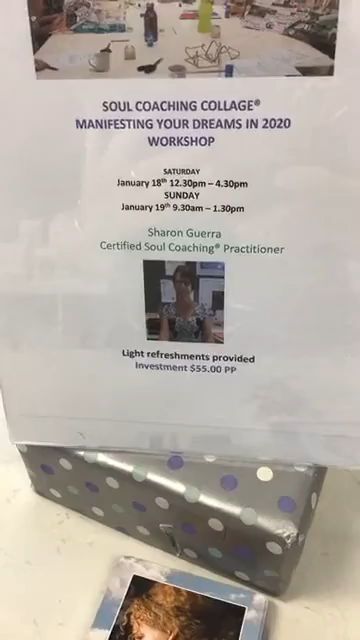 SOUL COACHING COLLAGE®
MANIFESTING YOUR DREAMS IN 2020
WORKSHOP
SATURDAY
January 18th 12.30pm – 4.30pm
SUNDAY
January 19th 9.30am – 1.30pm
Sharon Guerra
Certified Soul Coaching® Practitioner
Light refreshments provided
Investment $55.00 PP